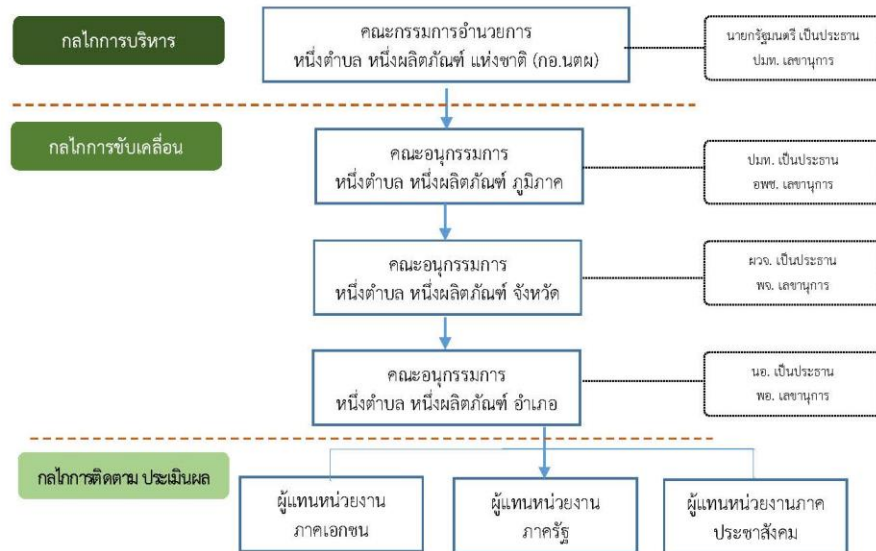 กลไกการบริหาร
คณะกรรมการอำนวยการ
หนึ่งตำบล หนึ่งผลิตภัณฑ์ แห่งชาติ (กอ.นตผ)
นายกรัฐมนตรี เป็นประธาน
ปมท. เลขานุการ
กลไกการขับเคลื่อน
คณะอนุกรรมการ
หนึ่งตำบล หนึ่งผลิตภัณฑ์ ภูมิภาค
ปมท. เป็นประธาน
อพช. เลขานุการ
คณะอนุกรรมการ
หนึ่งตำบล หนึ่งผลิตภัณฑ์ จังหวัด
ผวจ. เป็นประธาน
พจ. เลขานุการ
คณะอนุกรรมการ
หนึ่งตำบล หนึ่งผลิตภัณฑ์ อำเภอ
นอ. เป็นประธาน
พอ. เลขานุการ
กลไกการติดตาม ประเมินผล
ผู้แทนหน่วยงาน
ภาคเอกชน
ผู้แทนหน่วยงาน
ภาครัฐ
ผู้แทนหน่วยงานภาค
ประชาสังคม